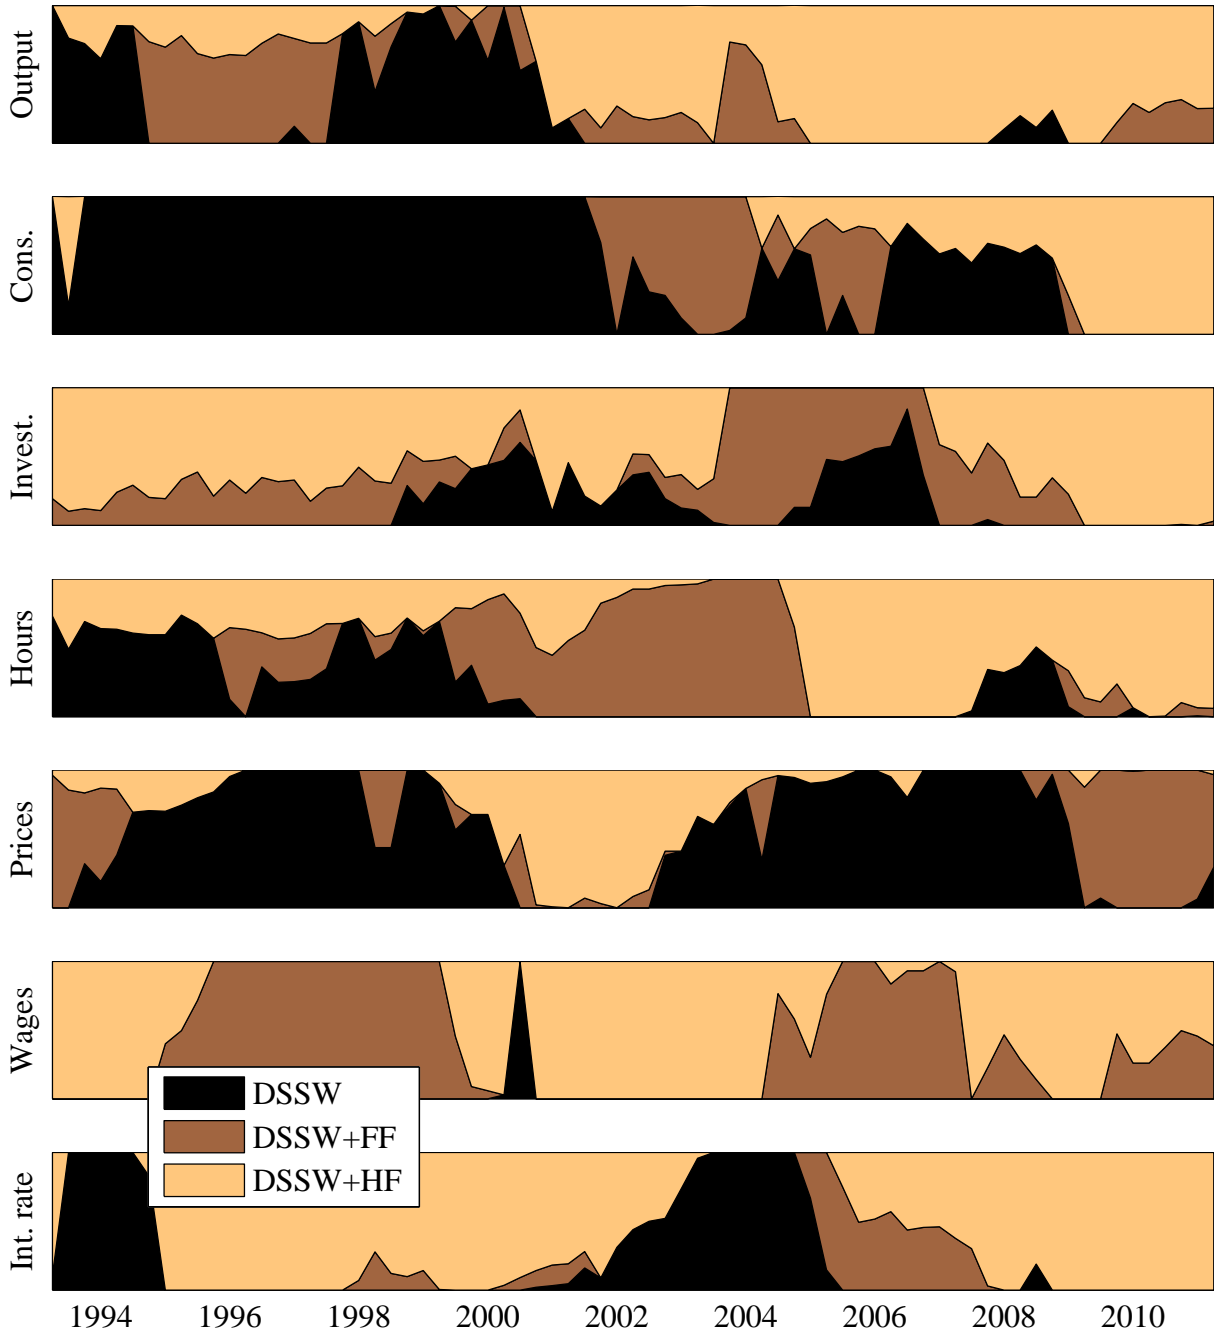 Output
Cons.
Invest.
Hours
Prices
Wages
DSSW
DSSW+FF
DSSW+HF
Int. rate
1994 1996 1998 2000 2002 2004 2006 2008 2010